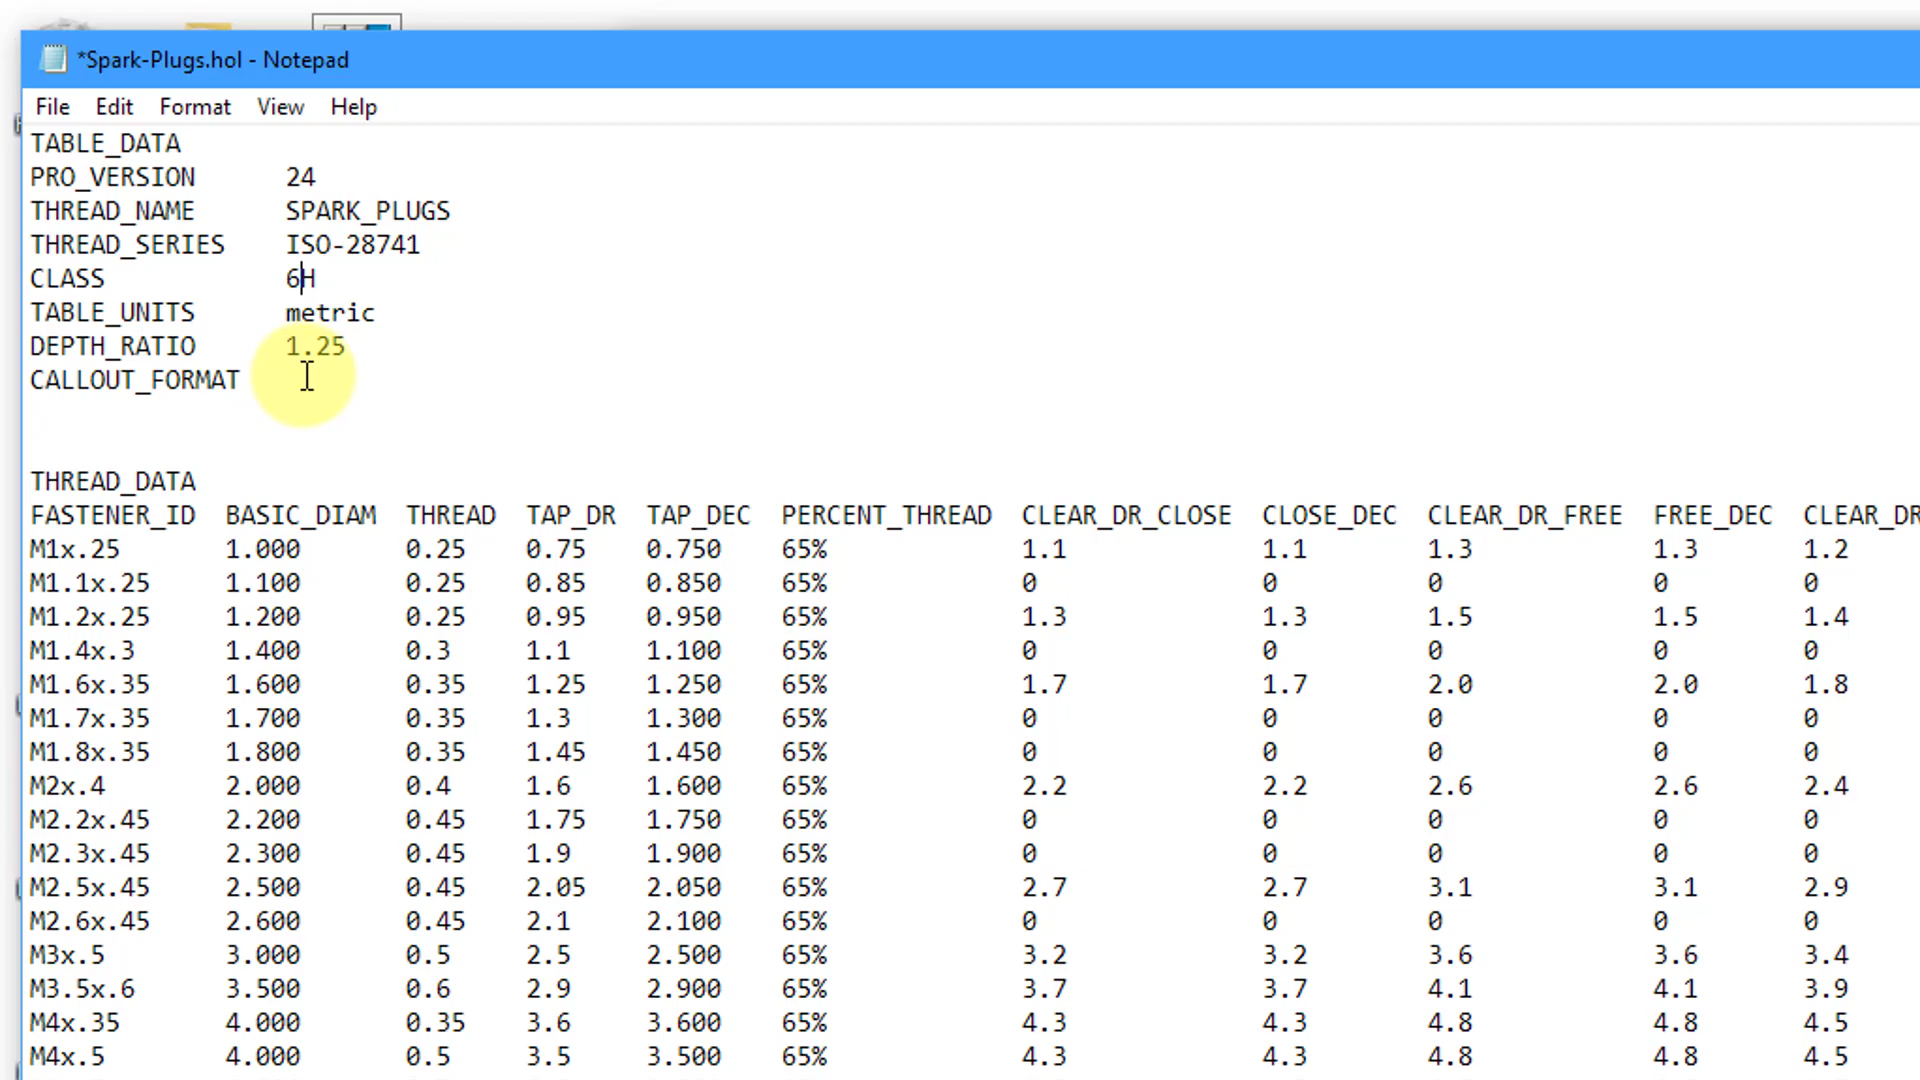 *Spark-Plugs.hol - Notepad
File Edit Format View Help
TABLE_DATA
PRO_VERSION 24
THREAD_NAME SPARK_PLUGS
THREAD_SERIES ISO-28741
CLASS 6H
TABLE_UNITS metric
DEPTH_RATIO 1.25
CALLOUT_FORMAT
THREAD_DATA
FASTENER_ID BASIC_DIAM THREAD TAP_DR TAP_DEC PERCENT_THREAD CLEAR_DR_CLOSE CLOSE_DEC CLEAR_DR_FREE FREE_DEC CLEAR_DR
M1x.25 1.000 0.25 0.75 0.750 65% 1.1 1.1 1.3 1.3 1.2
M1.1x.25 1.100 0.25 0.85 0.850 65% 0 0 0 0 0
M1.2x.25 1.200 0.25 0.95 0.950 65% 1.3 1.3 1.5 1.5 1.4
M1.4x.3 1.400 0.3 1.1 1.100 65% 0 0 0 0 0
M1.6x.35 1.600 0.35 1.25 1.250 65% 1.7 1.7 2.0 2.0 1.8
M1.7x.35 1.700 0.35 1.3 1.300 65% 0 0 0 0 0
M1.8x.35 1.800 0.35 1.45 1.450 65% 0 0 0 0 0
M2x.4 2.000 0.4 1.6 1.600 65% 2.2 2.2 2.6 2.6 2.4
M2.2x.45 2.200 0.45 1.75 1.750 65% 0 0 0 0 0
M2.3x.45 2.300 0.45 1.9 1.900 65% 0 0 0 0 0
M2.5x.45 2.500 0.45 2.05 2.050 65% 2.7 2.7 3.1 3.1 2.9
M2.6x.45 2.600 0.45 2.1 2.100 65% 0 0 0 0 0
M3x.5 3.000 0.5 2.5 2.500 65% 3.2 3.2 3.6 3.6 3.4
M3.5x.6 3.500 0.6 2.9 2.900 65% 3.7 3.7 4.1 4.1 3.9
M4x.35 4.000 0.35 3.6 3.600 65% 4.3 4.3 4.8 4.8 4.5
M4x.5 4.000 0.5 3.5 3.500 65% 4.3 4.3 4.8 4.8 4.5